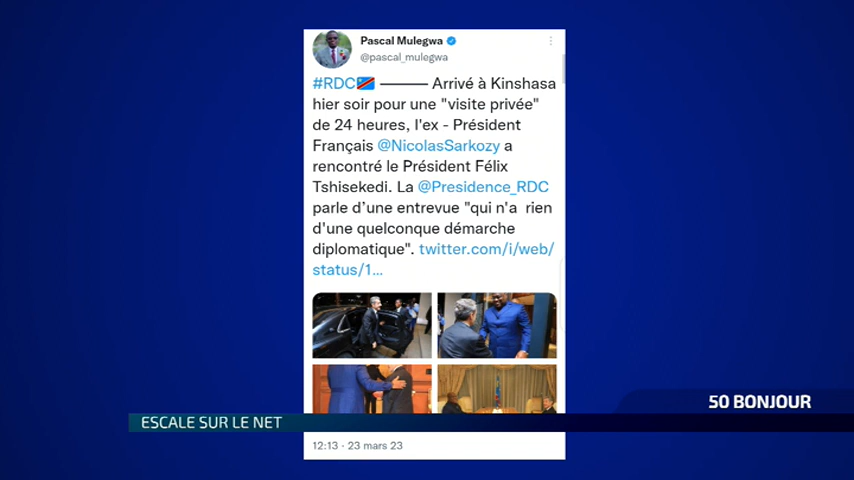 Pascal Mulegwa
@pascal_mulegwa
#RDC🇨🇩 ——— Arrivé à Kinshasa
hier soir pour une "visite privée"
de 24 heures, l'ex - Président
Français @NicolasSarkozy a
rencontré le Président Félix
Tshisekedi. La @Presidence_RDC
parle d'une entrevue "qui n'a rien
d'une quelconque démarche
diplomatique". twitter.com/i/web/
status/1...
50 BONJOUR
ESCALE SUR LE NET
12:13 · 23 mars 23